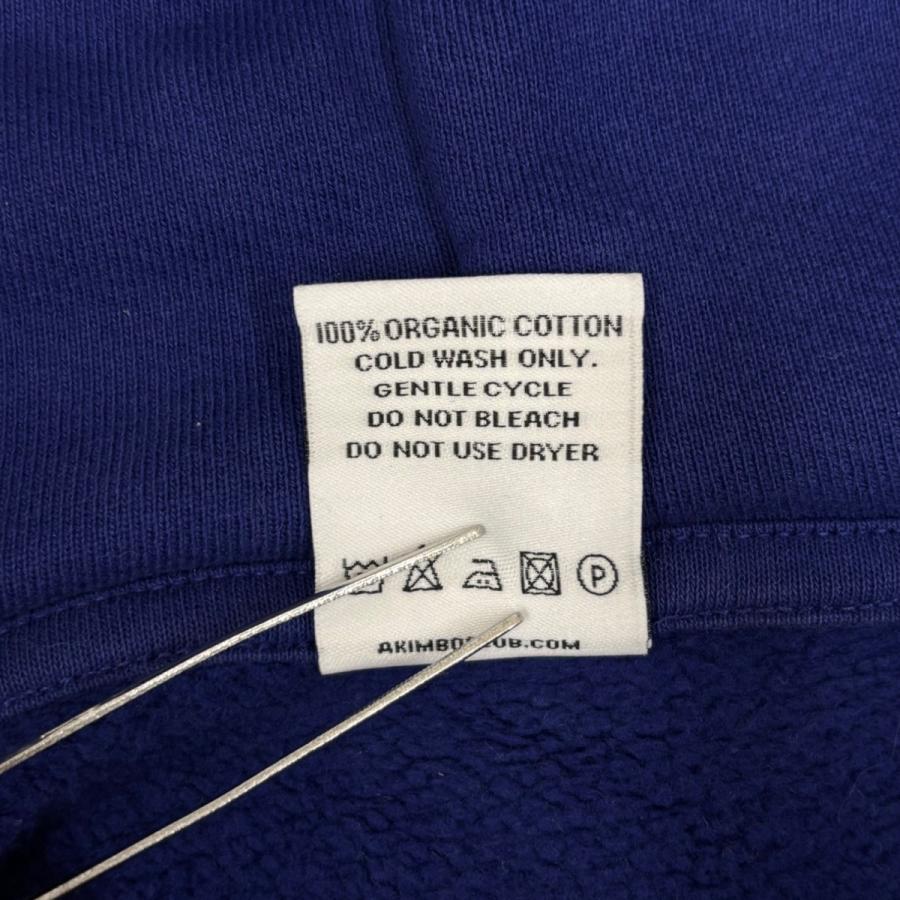 100% ORGANIC COTTON
COLD WASH ONLY.
GENTLE CYCLE
DO NOT BLEACH
DO NOT USE DRYER
P